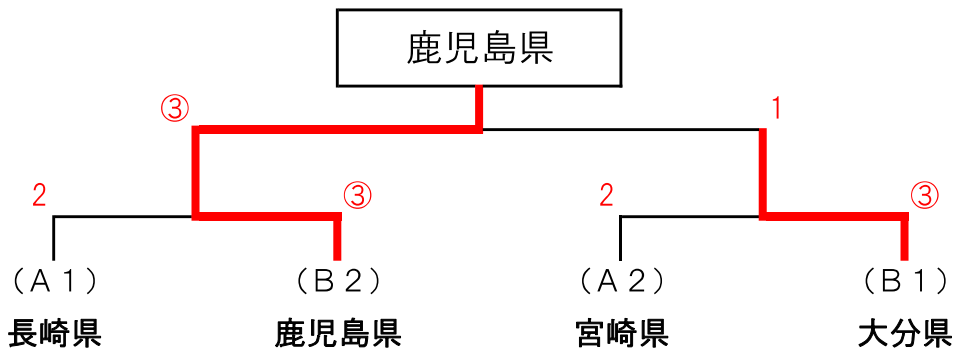 鹿児島県
③ 1
2 ③ 2 ③
（Ａ１） （Ｂ２） （Ａ２） （Ｂ１）
長崎県 鹿児島県 宮崎県 大分県